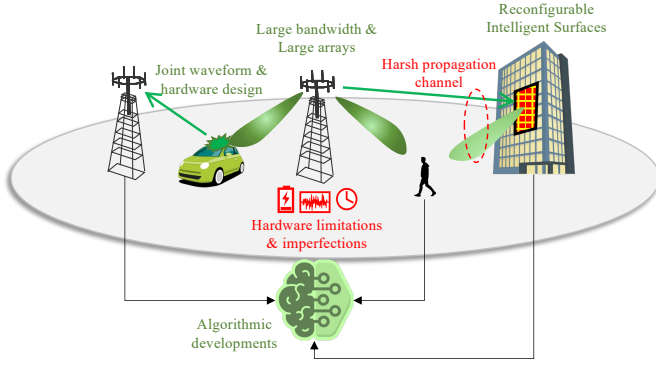 Reconfigurable
Intelligent Surfaces
Large bandwidth &
Large arrays
Joint waveform &
hardware design
Harsh propagation
channel
Hardware limitations
& imperfections
Algorithmic
developments